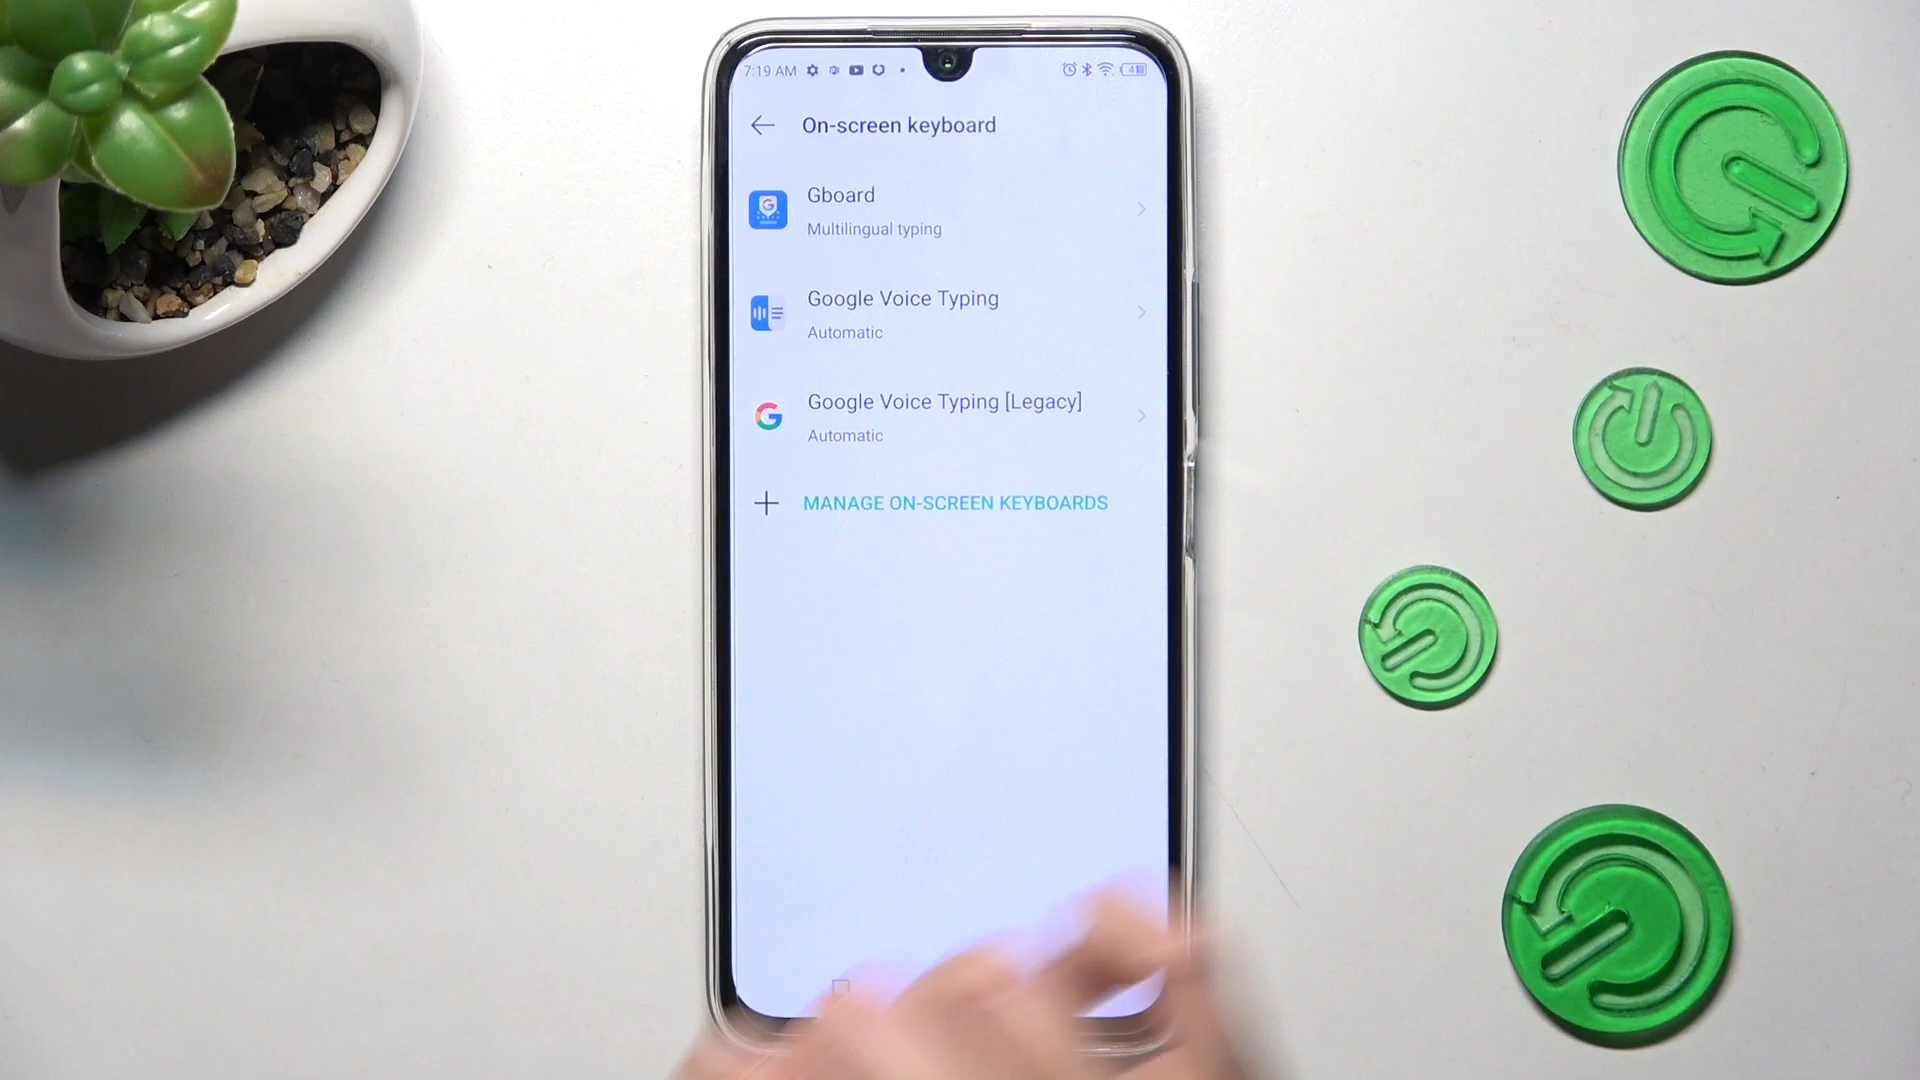 7:19 AM
On-screen keyboard
Gboard
Multilingual typing
Google Voice Typing
Automatic
Google Voice Typing [Legacy]
Automatic
MANAGE ON-SCREEN KEYBOARDS